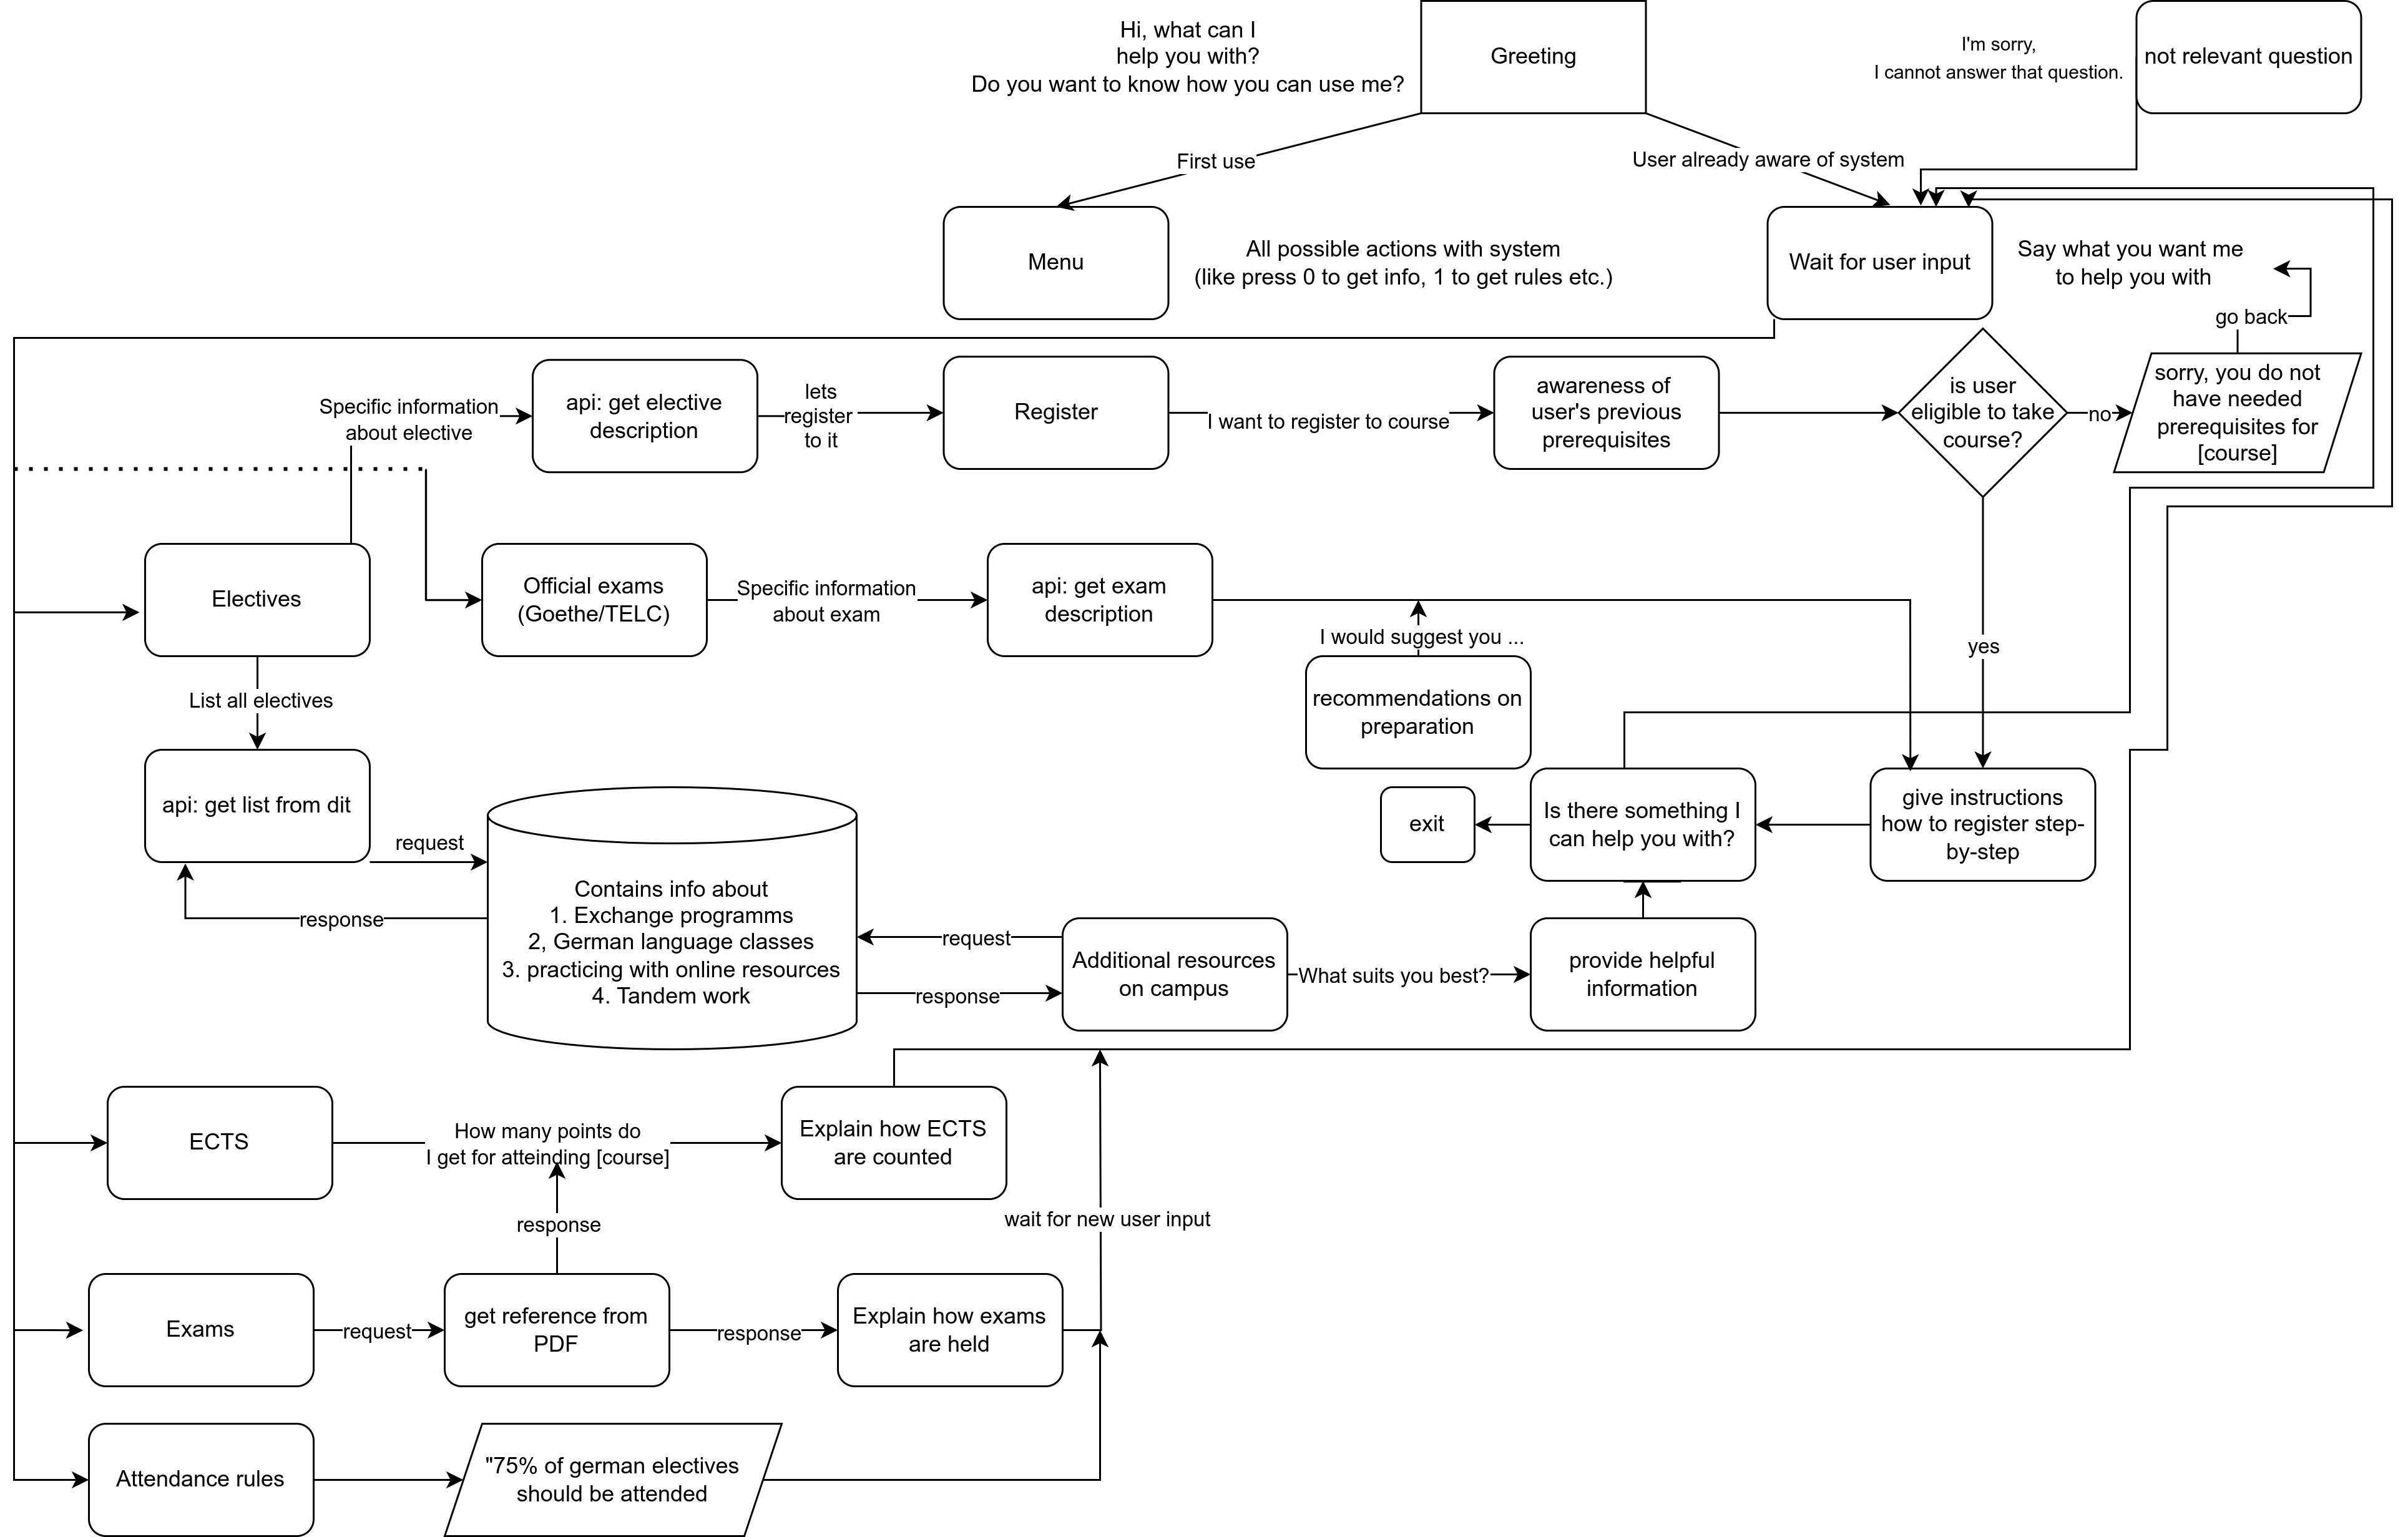 Hi, what can I
help you with?
Do you want to know how you can use me?
Greeting
I'm sorry,
I cannot answer that question.
not relevant question
First use
User already aware of system
Menu
All possible actions with system
(like press 0 to get info, 1 to get rules etc.)
Wait for user input
Say what you want me
to help you with
go back
Specific information
about elective
api: get elective
description
lets
register
to it
Register
I want to register to course
awareness of
user's previous
prerequisites
is user
eligible to take
course?
no
sorry, you do not
have needed
prerequisites for
[course]
Electives
Official exams
(Goethe/TELC)
Specific information
about exam
api: get exam
description
I would suggest you ...
yes
List all electives
recommendations on
preparation
api: get list from dit
request
exit
Is there something I
can help you with?
give instructions
how to register step-
by-step
response
Contains info about
1. Exchange programms
2, German language classes
3. practicing with online resources
4. Tandem work
request
response
Additional resources
on campus
What suits you best?
provide helpful
information
ECTS
How many points do
I get for atteinding [course]
Explain how ECTS
are counted
response
wait for new user input
Exams
request
get reference from
PDF
response
Explain how exams
are held
Attendance rules
"75% of german electives
should be attended